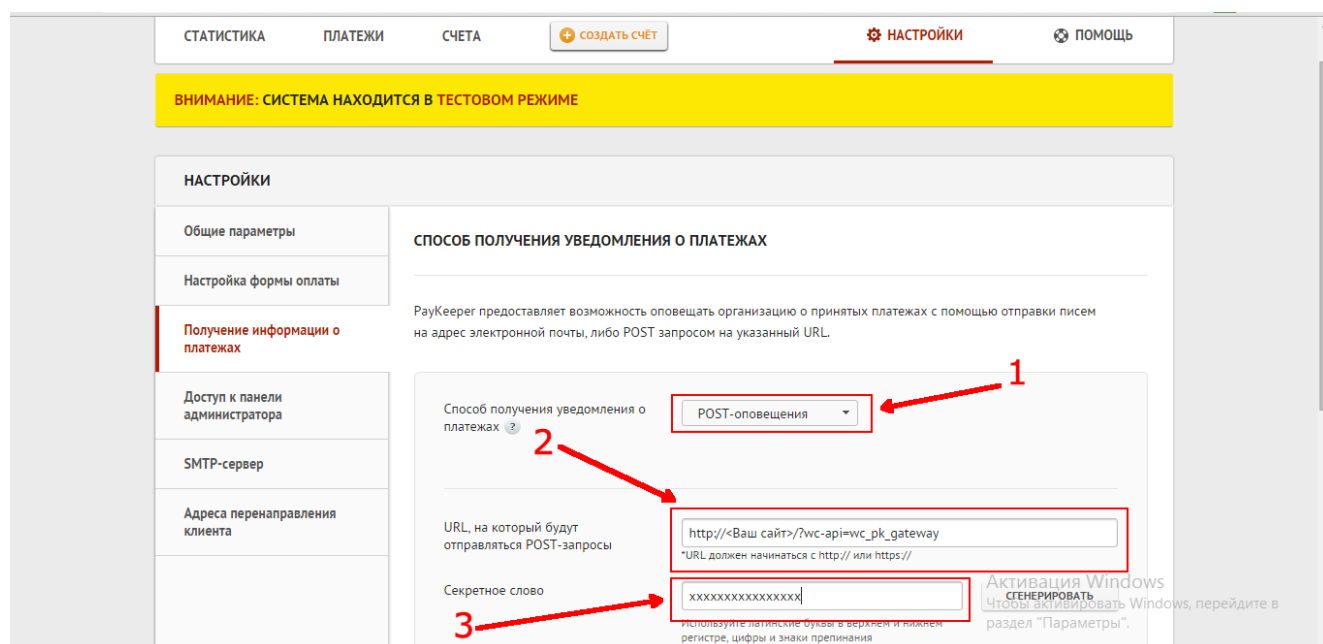 СТАТИСТИКА ПЛАТЕЖИ СЧЕТА СОЗДАТЬ СЧЁТ НАСТРОЙКИ ПОМОЩЬ
ВНИМАНИЕ: СИСТЕМА НАХОДИТСЯ В ТЕСТОВОМ РЕЖИМЕ
НАСТРОЙКИ
Общие параметры
Настройка формы оплаты
Получение информации о
платежах
Доступ к панели
администратора
SMTP-сервер
Адреса перенаправления
клиента
СПОСОБ ПОЛУЧЕНИЯ УВЕДОМЛЕНИЯ О ПЛАТЕЖАХ
PayKeeper предоставляет возможность оповещать организацию о принятых платежах с помощью отправки писем
на адрес электронной почты, либо POST запросом на указанный URL.
1
Способ получения уведомления о
платежах ?
POST-оповещения
2
URL, на который будут
отправляться POST-запросы
http://<Ваш сайт>/?wc-api=wc_pk_gateway
*URL должен начинаться с http:// или https://
Секретное слово
xxxxxxxxxxxxxxxx
СГЕНЕРИРОВАТЬ
3
Используйте латинские буквы в верхнем и нижнем
регистре, цифры и знаки препинания
Активация Windows
Чтобы активировать Windows, перейдите в
раздел "Параметры".